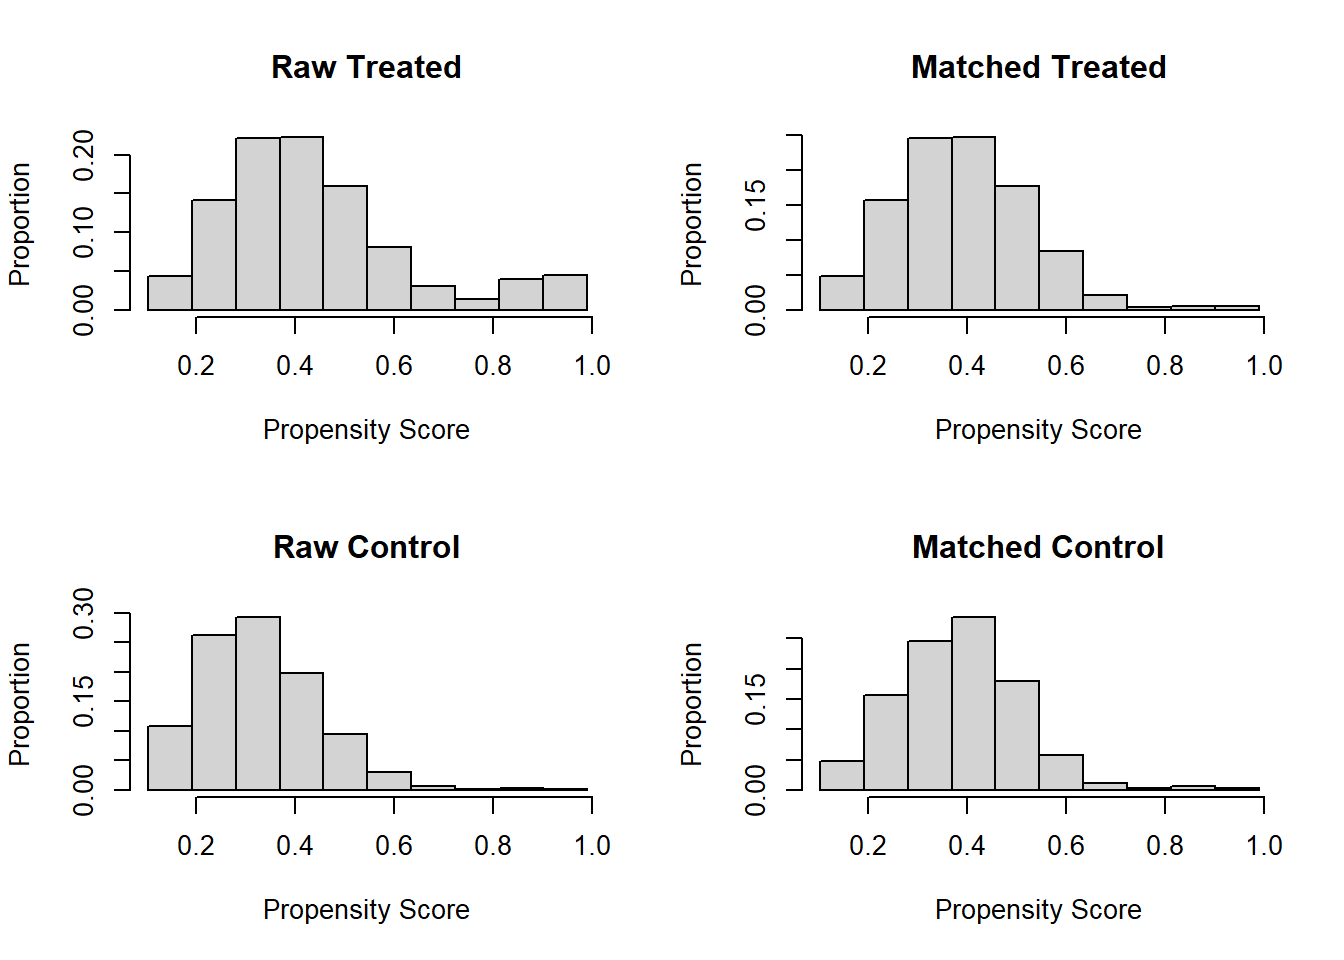 Raw Treated
Proportion
0.00 0.10 0.20
0.2 0.4 0.6 0.8 1.0
Propensity Score
Matched Treated
Proportion
0.00 0.15
0.2 0.4 0.6 0.8 1.0
Propensity Score
Raw Control
Proportion
0.00 0.15 0.30
0.2 0.4 0.6 0.8 1.0
Propensity Score
Matched Control
Proportion
0.00 0.15
0.2 0.4 0.6 0.8 1.0
Propensity Score